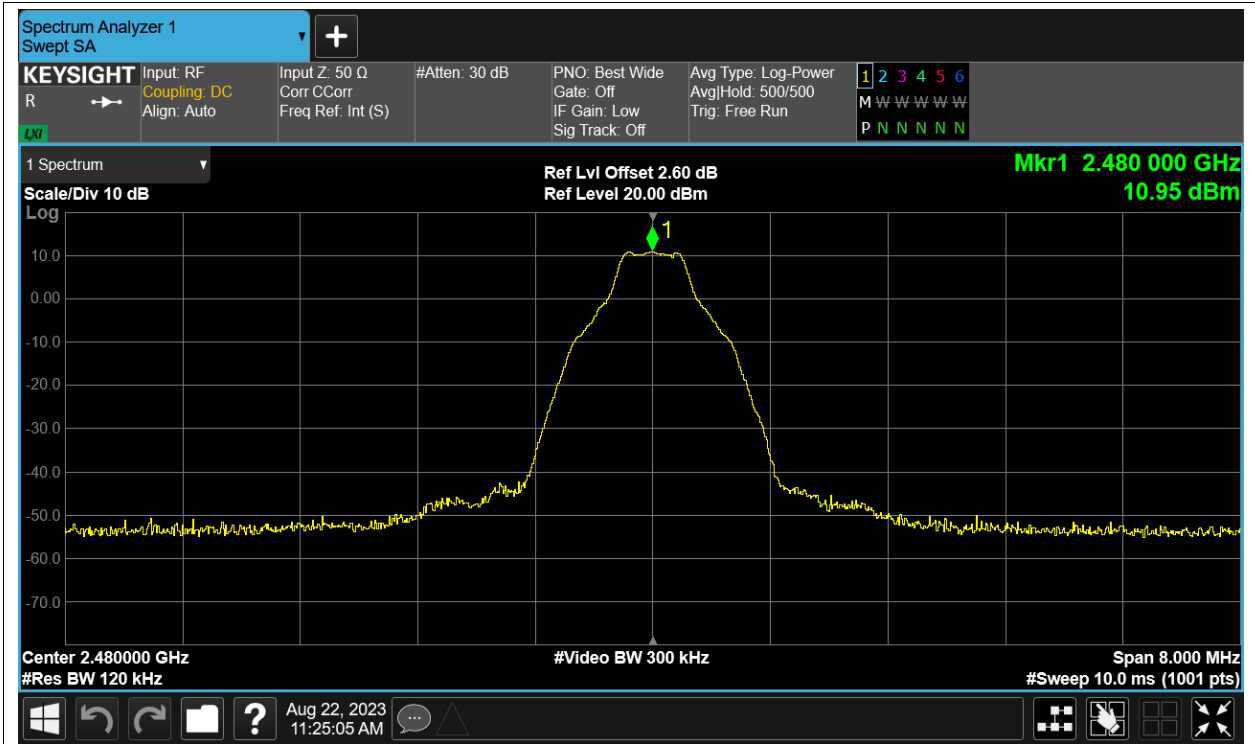 Spectrum Analyzer 1
Swept SA
KEYSIGHT Input: RF Input Z: 50 Ω #Atten: 30 dB PNO: Best Wide Avg Type: Log-Power 1 2 3 4 5 6
R Coupling: DC Corr CCorr Gate: Off Avg|Hold: 500/500 M W W W W W
Align: Auto Freq Ref: Int (S) IF Gain: Low Trig: Free Run P N N N N N
LXI Sig Track: Off
1 Spectrum Ref Lvl Offset 2.60 dB Mkr1 2.480 000 GHz
Scale/Div 10 dB Ref Level 20.00 dBm 10.95 dBm
Log
1
10.0
0.00
-10.0
-20.0
-30.0
-40.0
-50.0
-60.0
-70.0
Center 2.480000 GHz #Video BW 300 kHz Span 8.000 MHz
#Res BW 120 kHz #Sweep 10.0 ms (1001 pts)
? Aug 22, 2023
11:25:05 AM